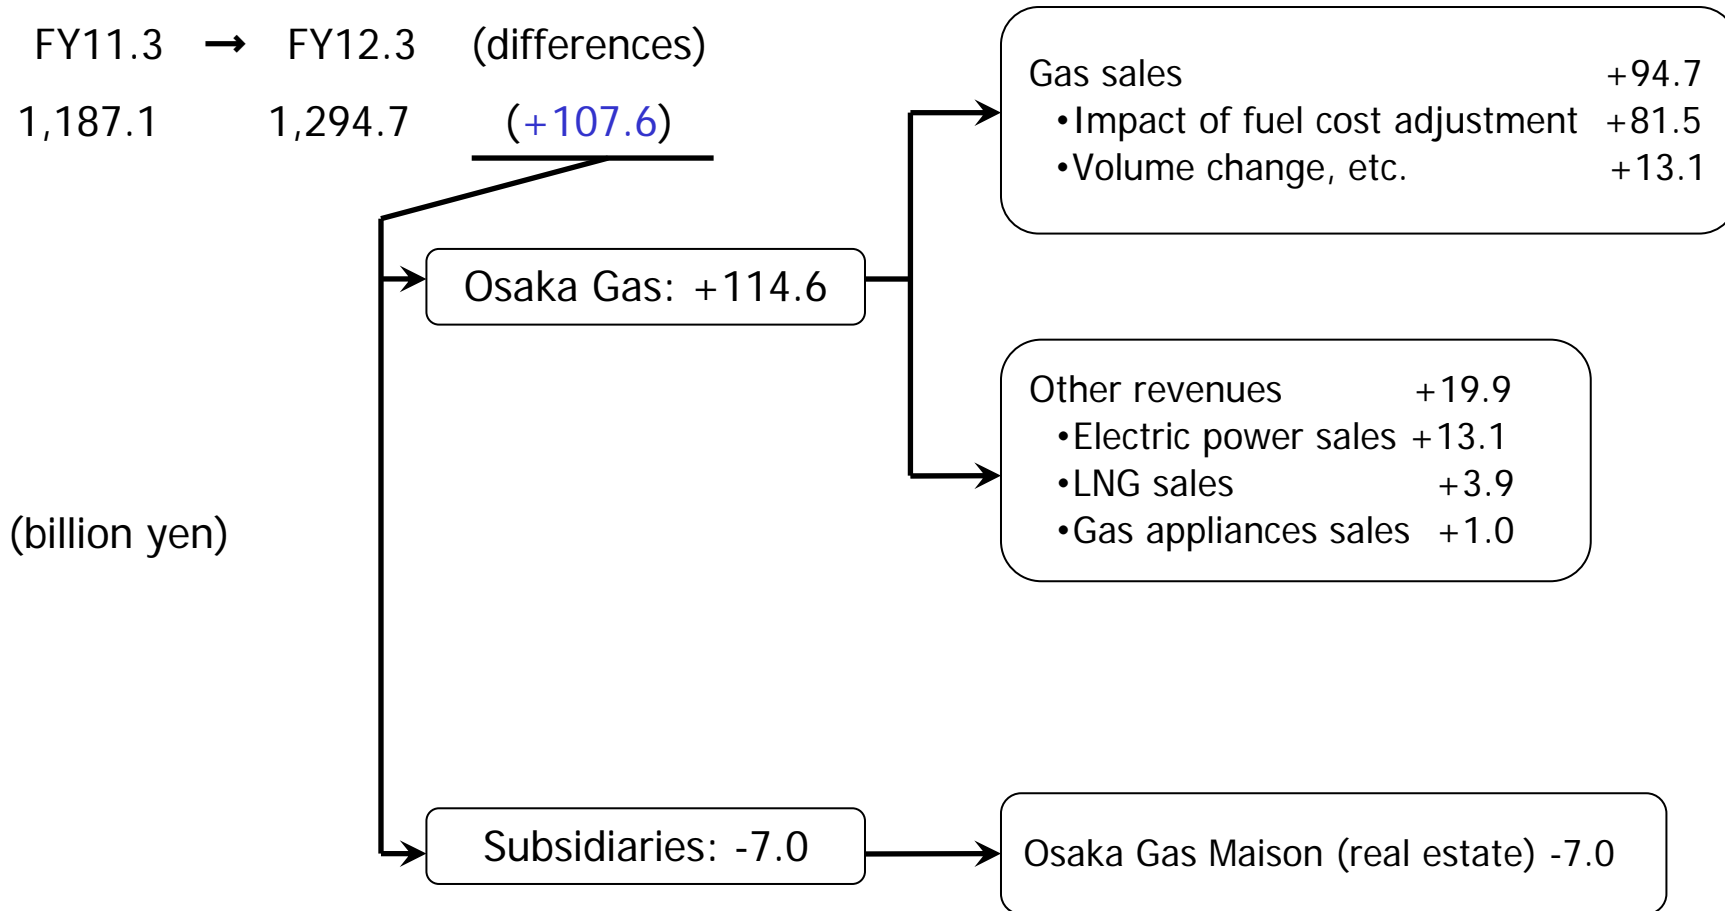 FY11.3 → FY12.3 (differences)
1,187.1 1,294.7 (+107.6)
Gas sales +94.7
•Impact of fuel cost adjustment +81.5
•Volume change, etc. +13.1
Osaka Gas: +114.6
Other revenues +19.9
•Electric power sales +13.1
•LNG sales +3.9
•Gas appliances sales +1.0
(billion yen)
Subsidiaries: -7.0
Osaka Gas Maison (real estate) -7.0